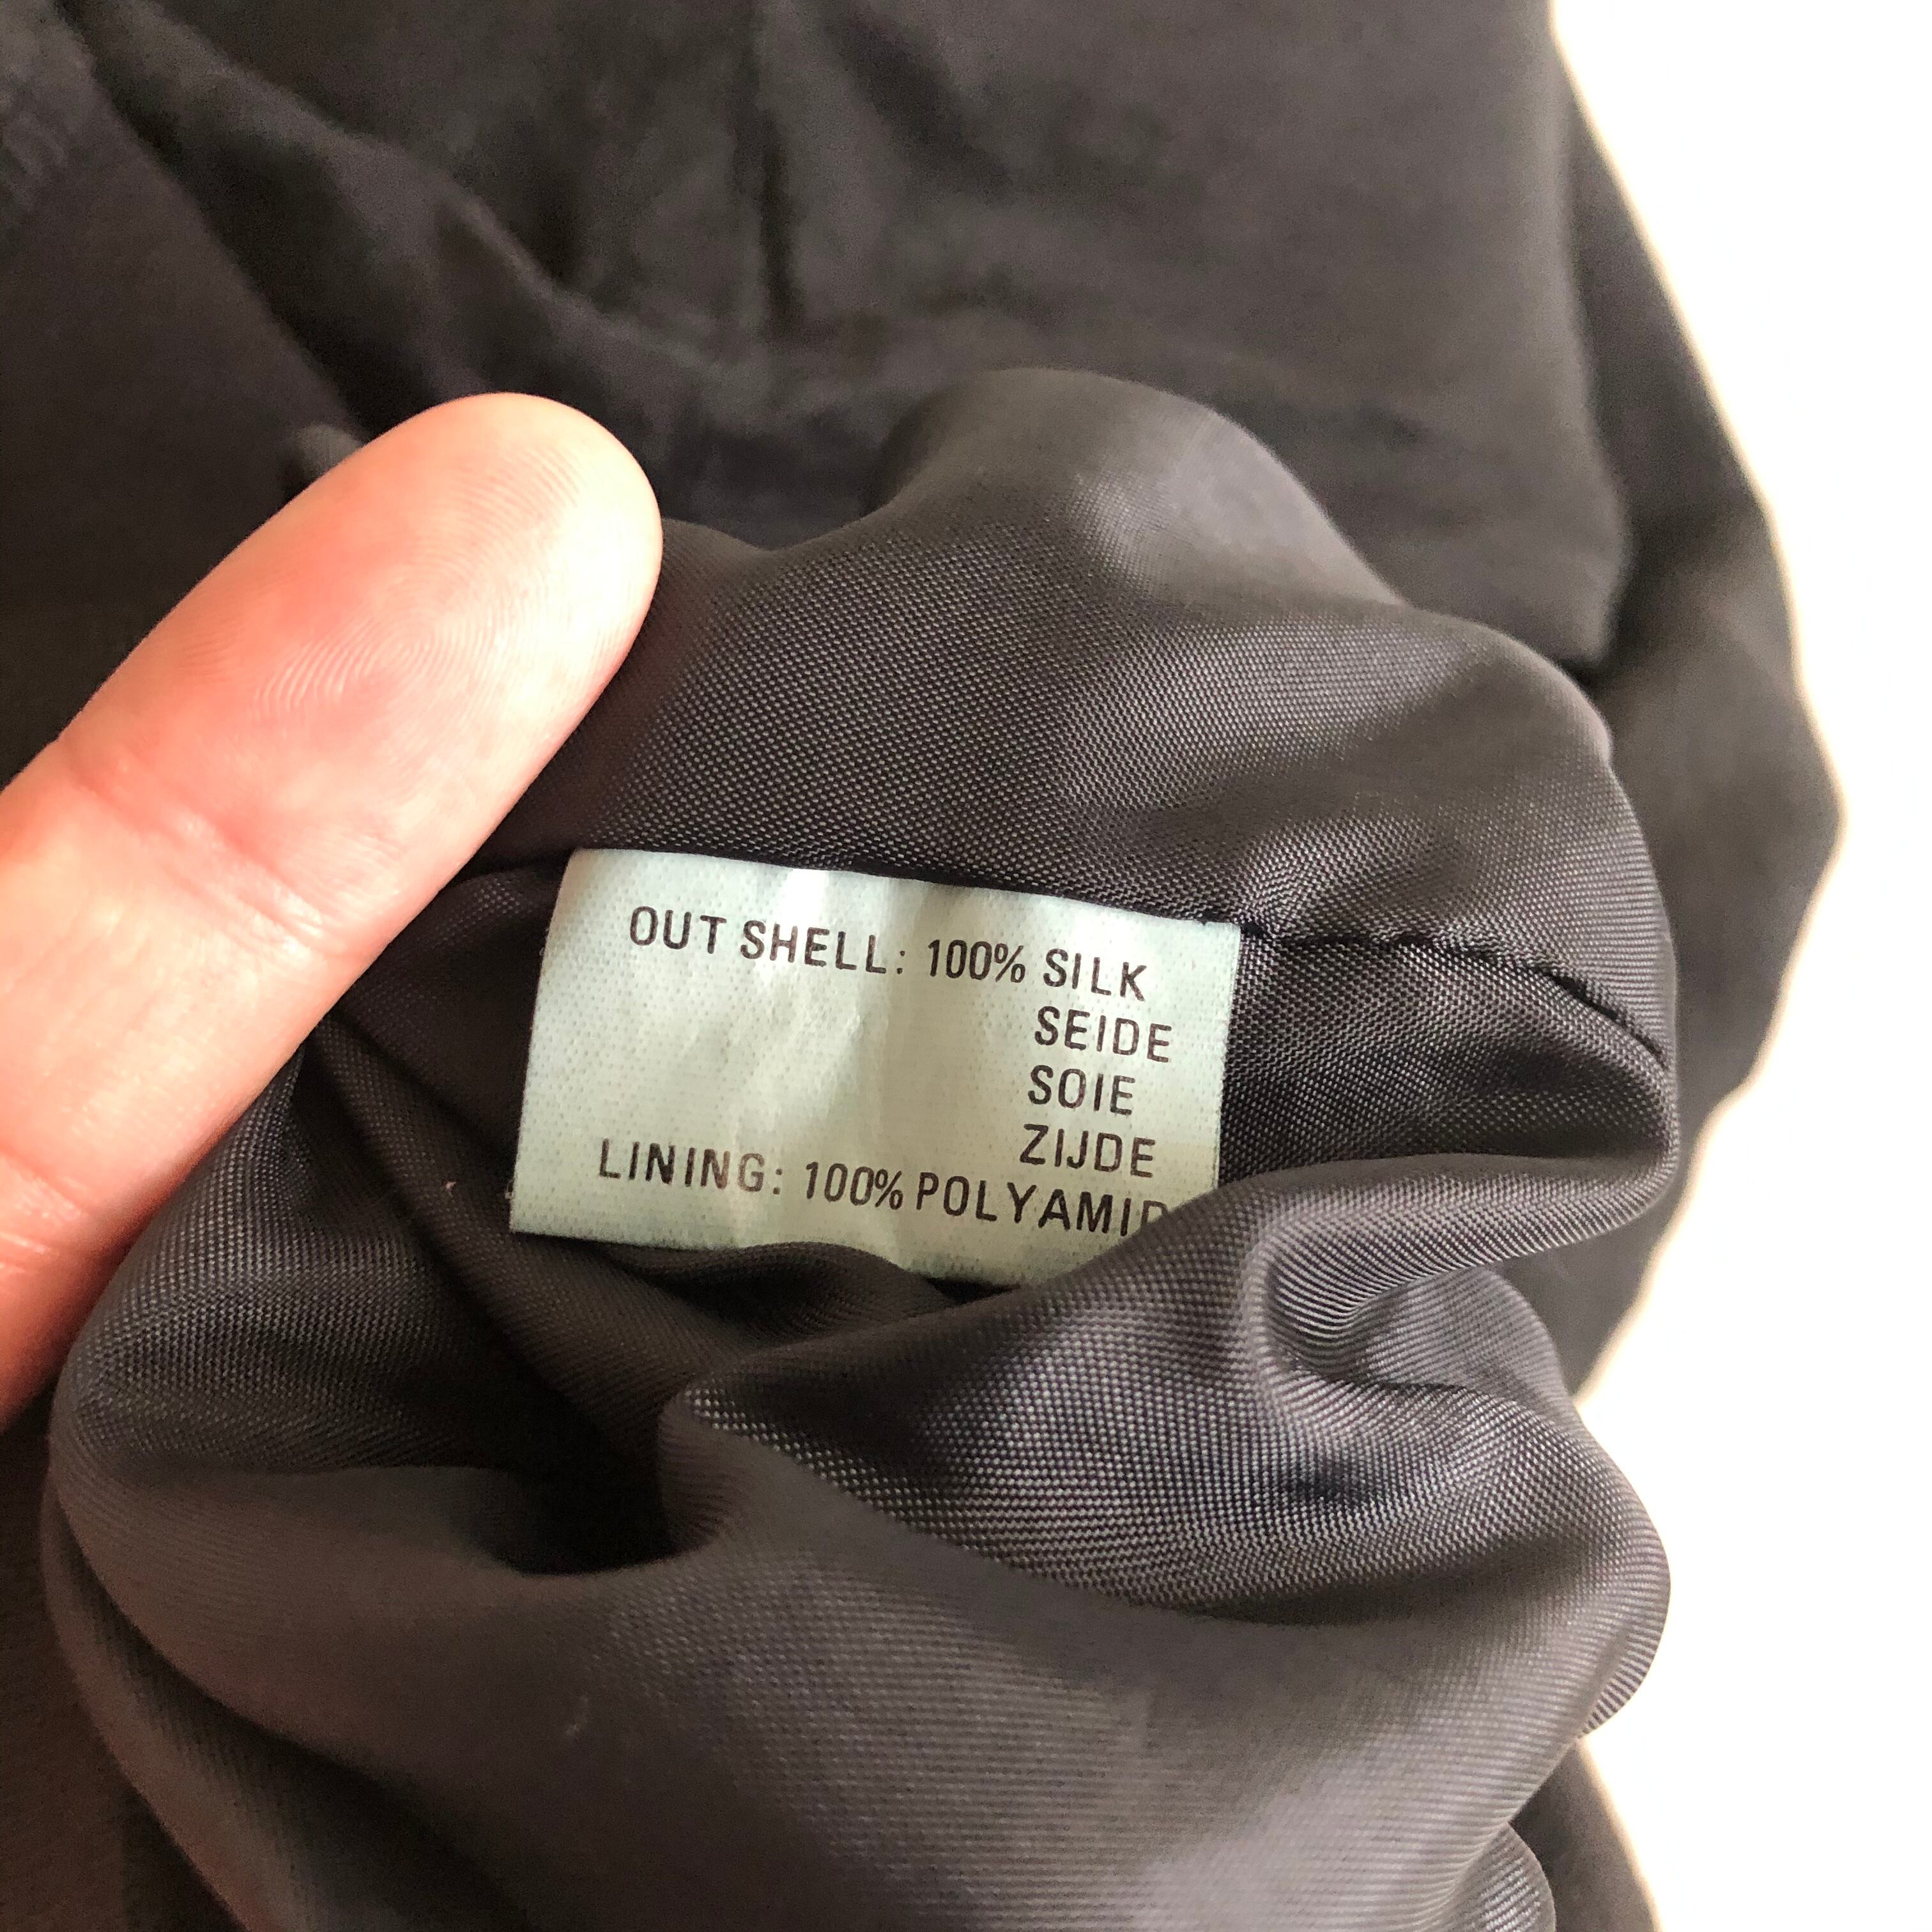 OUT SHELL: 100% SILK
SEIDE
SOIE
ZIJDE
LINING: 100% POLYAMID